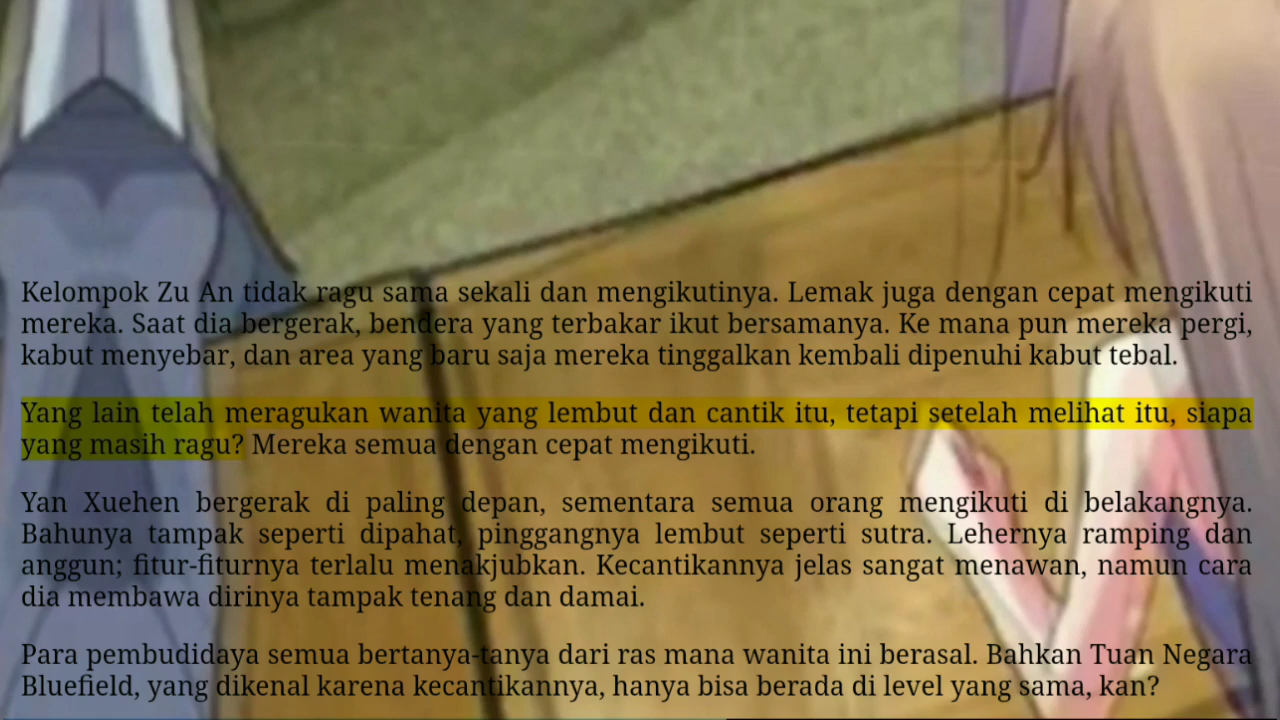 Kelompok Zu An tidak ragu sama sekali dan mengikutinya. Lemak juga dengan cepat mengikuti
mereka. Saat dia bergerak, bendera yang terbakar ikut bersamanya. Ke mana pun mereka pergi,
kabut menyebar, dan area yang baru saja mereka tinggalkan kembali dipenuhi kabut tebal.
Yang lain telah meragukan wanita yang lembut dan cantik itu, tetapi setelah melihat itu, siapa
yang masih ragu? Mereka semua dengan cepat mengikuti.
Yan Xuehen bergerak di paling depan, sementara semua orang mengikuti di belakangnya.
Bahunya tampak seperti dipahat, pinggangnya lembut seperti sutra. Lehernya ramping dan
anggun; fitur-fiturnya terlalu menakjubkan. Kecantikannya jelas sangat menawan, namun cara
dia membawa dirinya tampak tenang dan damai.
Para pembudidaya semua bertanya-tanya dari ras mana wanita ini berasal. Bahkan Tuan Negara
Bluefield, yang dikenal karena kecantikannya, hanya bisa berada di level yang sama, kan?